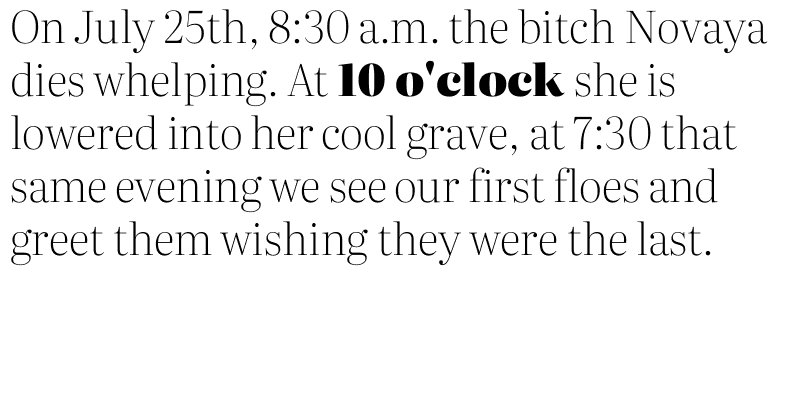 On July 25th, 8:30 a.m. the bitch Novaya
dies whelping. At 10 o'clock she is
lowered into her cool grave, at 7:30 that
same evening we see our first floes and
greet them wishing they were the last.